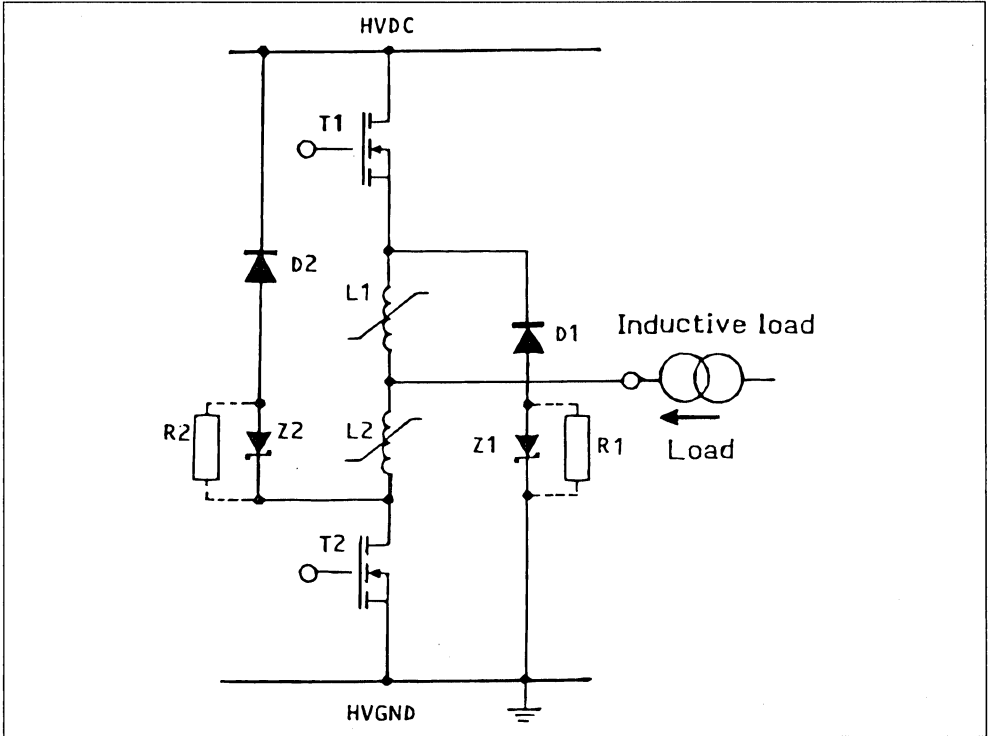 HVDC
T1
D2
L1
D1
Inductive load
R2
Z2
L2
Z1
R1
Load
T2
HVGND